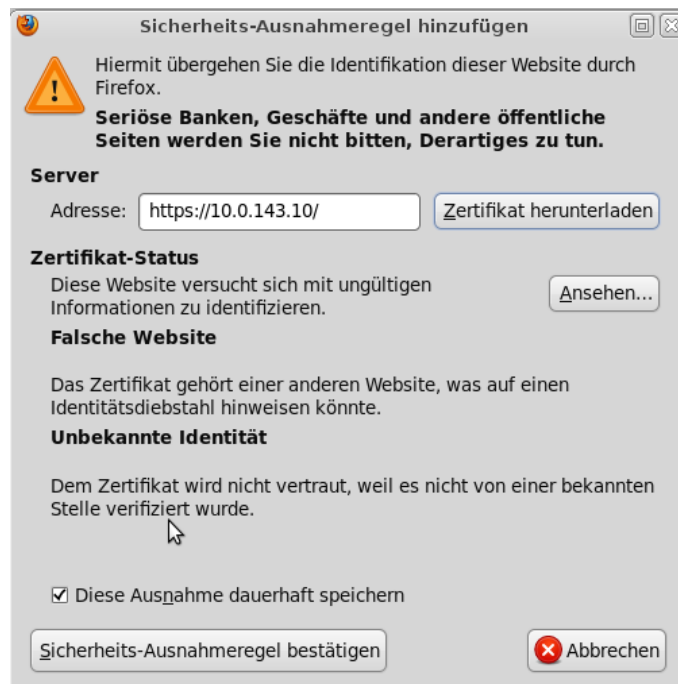 Sicherheits-Ausnahmeregel hinzufügen
Hiermit übergehen Sie die Identifikation dieser Website durch
Firefox.
Seriöse Banken, Geschäfte und andere öffentliche
Seiten werden Sie nicht bitten, Derartiges zu tun.
Server
Adresse: https://10.0.143.10/ Zertifikat herunterladen
Zertifikat-Status
Diese Website versucht sich mit ungültigen
Informationen zu identifizieren.
Ansehen...
Falsche Website
Das Zertifikat gehört einer anderen Website, was auf einen
Identitätsdiebstahl hinweisen könnte.
Unbekannte Identität
Dem Zertifikat wird nicht vertraut, weil es nicht von einer bekannten
Stelle verifiziert wurde.
Diese Ausnahme dauerhaft speichern
Sicherheits-Ausnahmeregel bestätigen Abbrechen